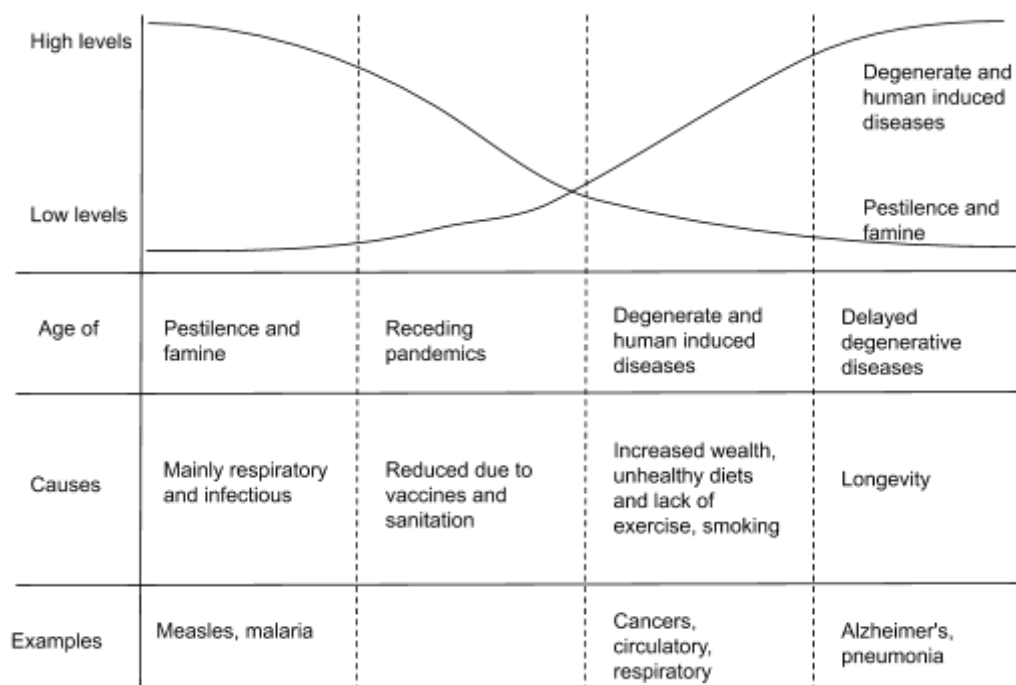 High levels
Degenerate and
human induced
diseases
Low levels
Pestilence and
famine
Age of
Pestilence and
famine
Receding
pandemics
Degenerate and
human induced
diseases
Delayed
degenerative
diseases
Causes
Mainly respiratory
and infectious
Reduced due to
vaccines and
sanitation
Increased wealth,
unhealthy diets
and lack of
exercise, smoking
Longevity
Examples
Measles, malaria
Cancers,
circulatory,
respiratory
Alzheimer's,
pneumonia